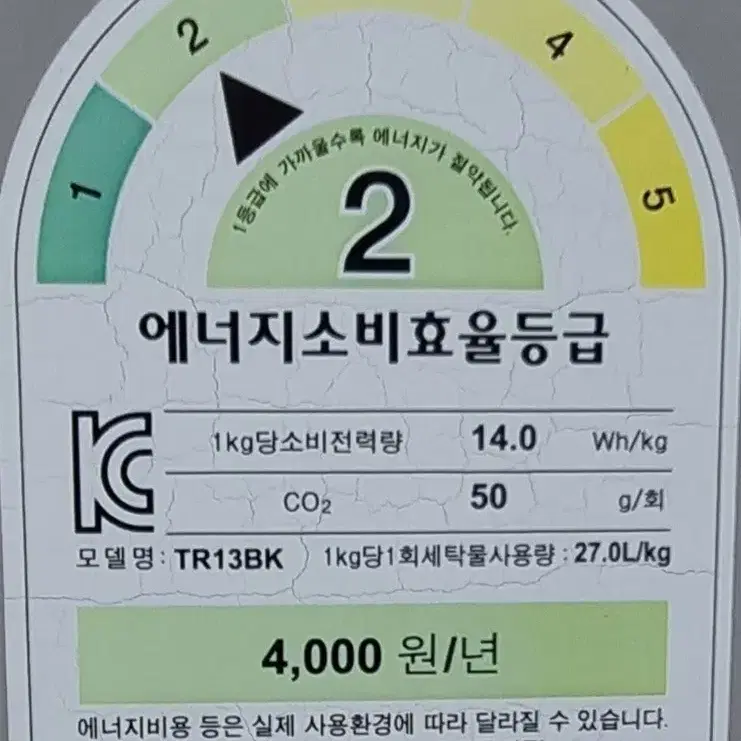 1
2
4
5
1등급에 가까울수록 에너지가 절약됩니다.
2
에너지소비효율등급
1kg당소비전력량 14.0 Wh/kg
CO₂ 50 g/회
모델명 : TR13BK 1kg당1회세탁물사용량 : 27.0L/kg
4,000 원/년
에너지비용 등은 실제 사용환경에 따라 달라질 수 있습니다.